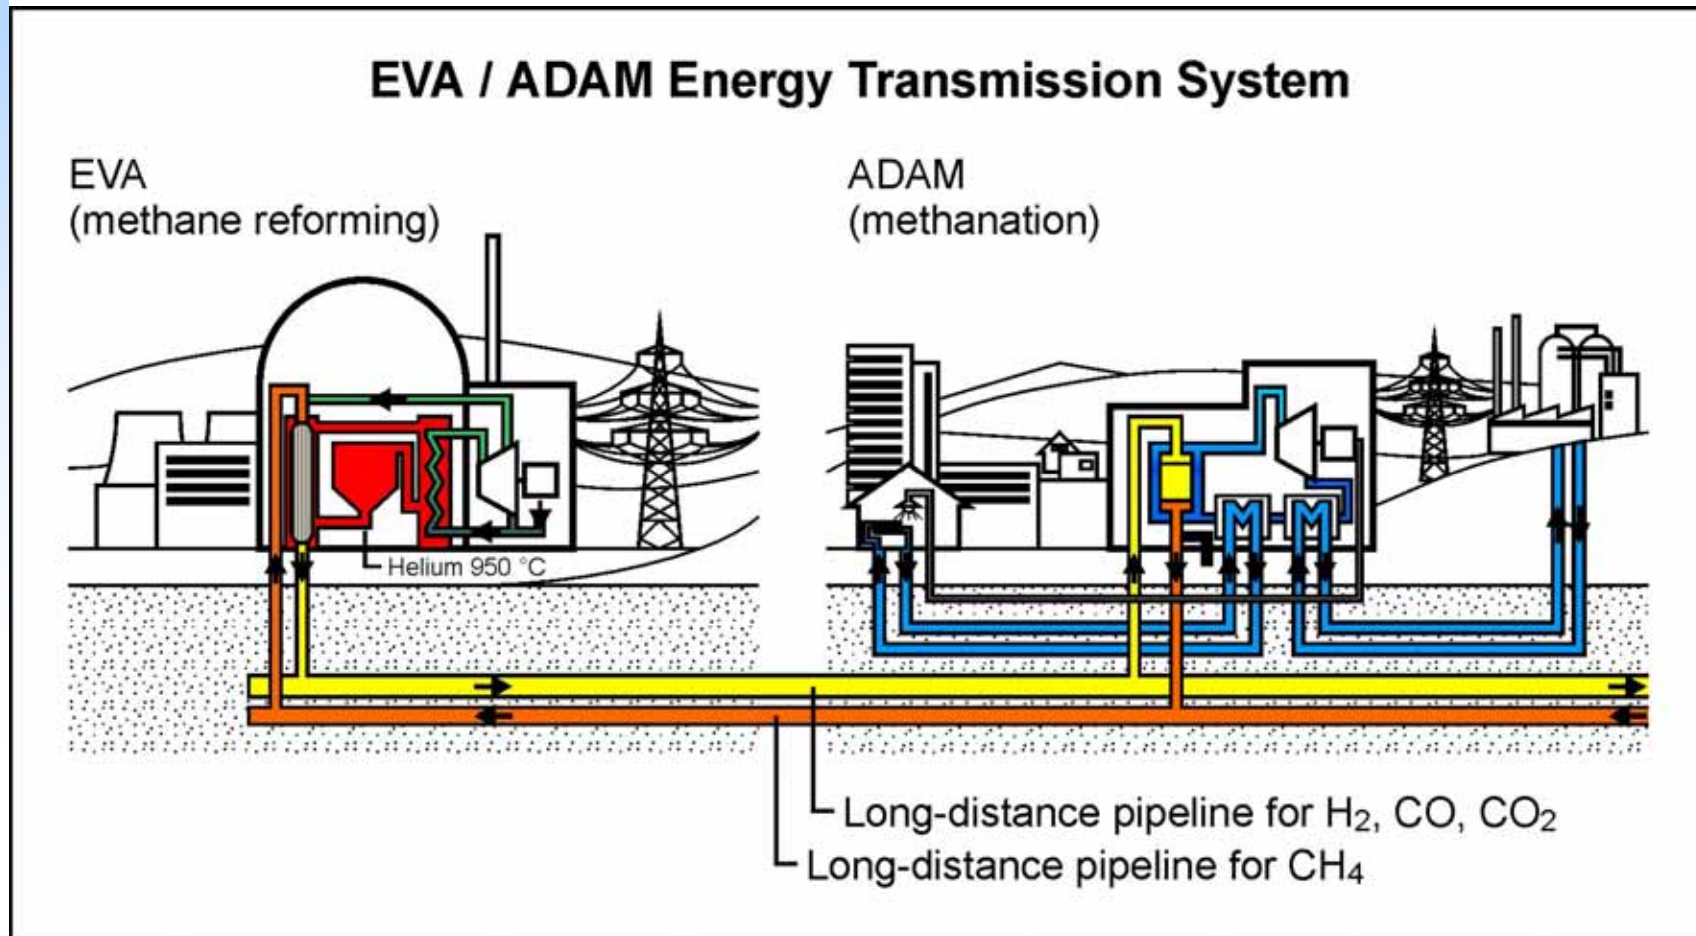 EVA / ADAM Energy Transmission System
EVA
(methane reforming)
ADAM
(methanation)
Helium 950 °C
Long-distance pipeline for H₂, CO, CO₂
Long-distance pipeline for CH₄